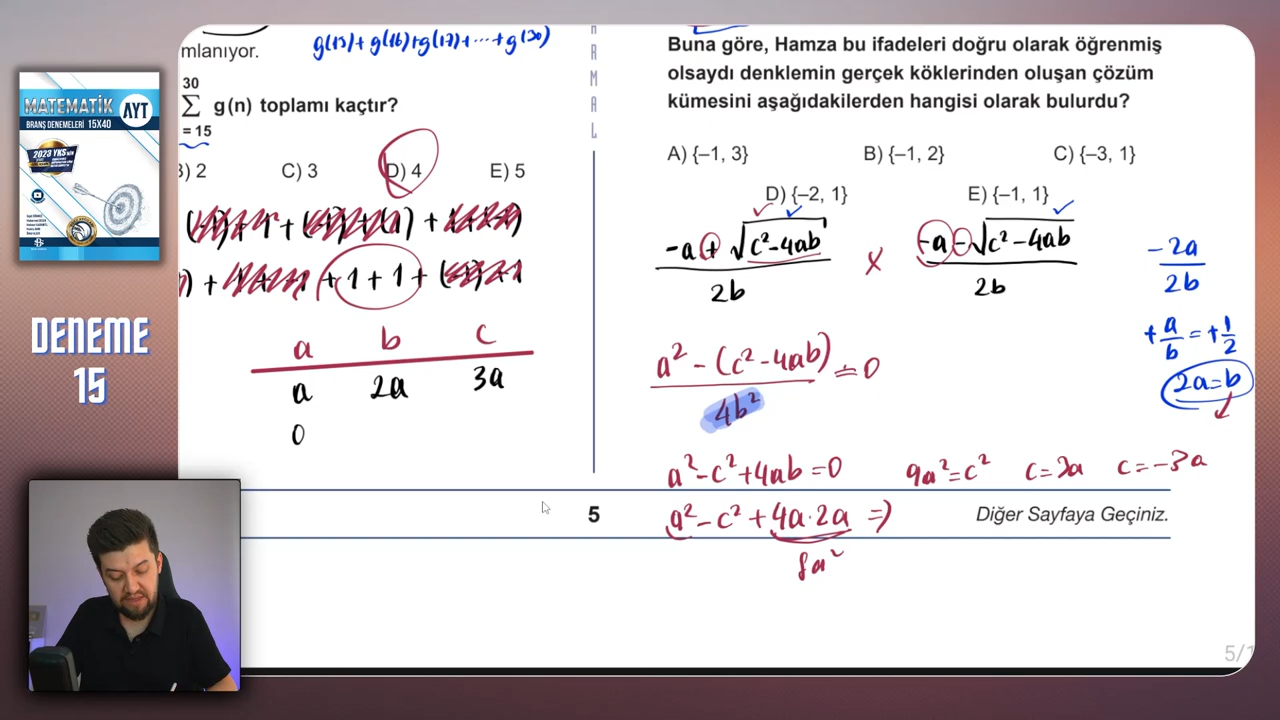 mlanıyor.
g(15)+g(16)+g(17)+...+g(30)
30
Σ g(n) toplamı kaçtır?
= 15
3) 2 C) 3 D) 4 E) 5
+ 1 + 1 +
a b c
a 2a 3a
0
MATEMATİK AYT
BRANŞ DENEMELERİ 15X40
2023 YKS'NİN
DENEME
15
A
R
M
A
L
Buna göre, Hamza bu ifadeleri doğru olarak öğrenmiş
olsaydı denklemin gerçek köklerinden oluşan çözüm
kümesini aşağıdakilerden hangisi olarak bulurdu?
A) {–1, 3} B) {–1, 2} C) {–3, 1}
D) {–2, 1} E) {–1, 1}
-a + √c²-4ab x -a - √c²-4ab
2b 2b
-2a
2b
+a/b = +1/2
2a=b
a² - (c²-4ab) = 0
4b²
a²-c²+4ab=0 9a²=c² c=3a c=-3a
a²-c²+4a·2a =>
8a²
5 Diğer Sayfaya Geçiniz.
5/1